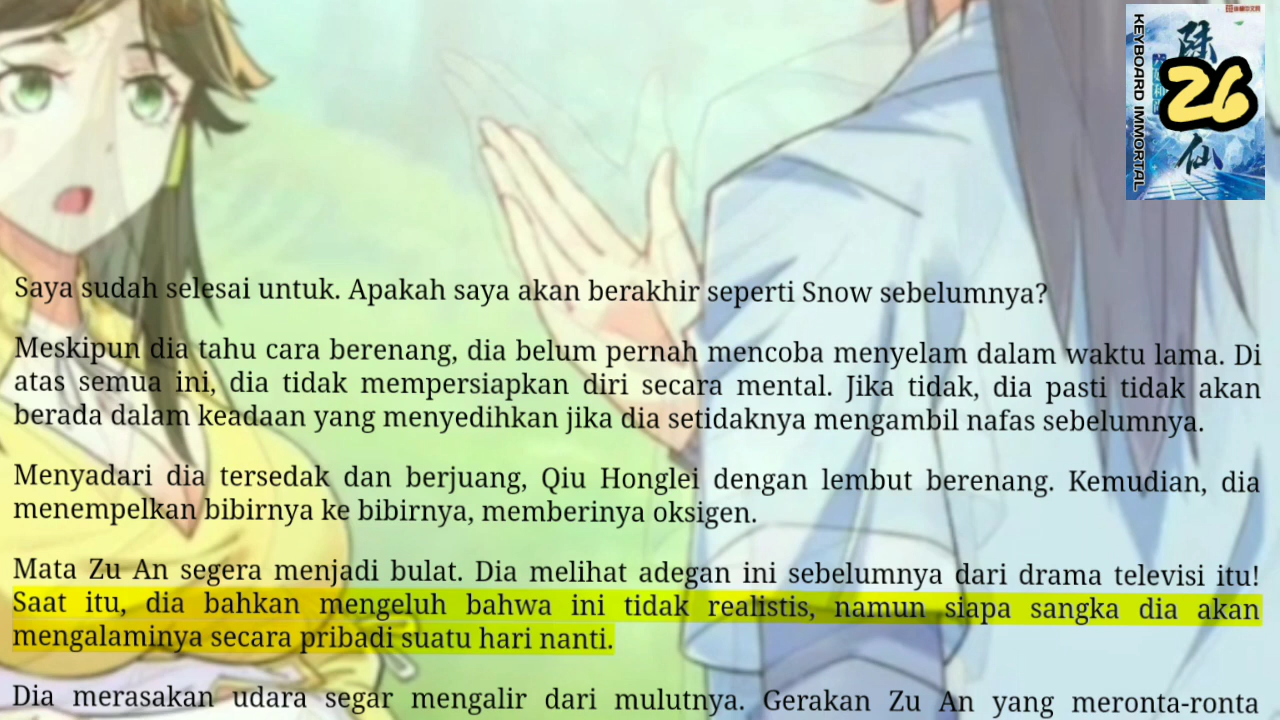 KEYBOARD IMMORTAL
陆
26
仙
Saya sudah selesai untuk. Apakah saya akan berakhir seperti Snow sebelumnya?
Meskipun dia tahu cara berenang, dia belum pernah mencoba menyelam dalam waktu lama. Di
atas semua ini, dia tidak mempersiapkan diri secara mental. Jika tidak, dia pasti tidak akan
berada dalam keadaan yang menyedihkan jika dia setidaknya mengambil nafas sebelumnya.
Menyadari dia tersedak dan berjuang, Qiu Honglei dengan lembut berenang. Kemudian, dia
menempelkan bibirnya ke bibirnya, memberinya oksigen.
Mata Zu An segera menjadi bulat. Dia melihat adegan ini sebelumnya dari drama televisi itu!
Saat itu, dia bahkan mengeluh bahwa ini tidak realistis, namun siapa sangka dia akan
mengalaminya secara pribadi suatu hari nanti.
Dia merasakan udara segar mengalir dari mulutnya. Gerakan Zu An yang meronta-ronta